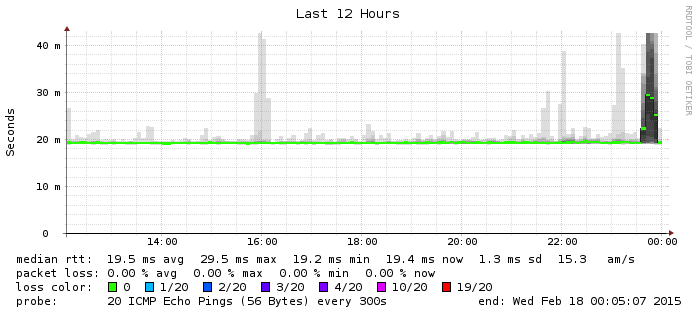 Last 12 Hours
RRDTOOL / TOBI OETIKER
Seconds
40 m
30 m
20 m
10 m
0
14:00 16:00 18:00 20:00 22:00 00:00
median rtt: 19.5 ms avg 29.5 ms max 19.2 ms min 19.4 ms now 1.3 ms sd 15.3 am/s
packet loss: 0.00 % avg 0.00 % max 0.00 % min 0.00 % now
loss color: 0 1/20 2/20 3/20 4/20 10/20 19/20
probe: 20 ICMP Echo Pings (56 Bytes) every 300s end: Wed Feb 18 00:05:07 2015